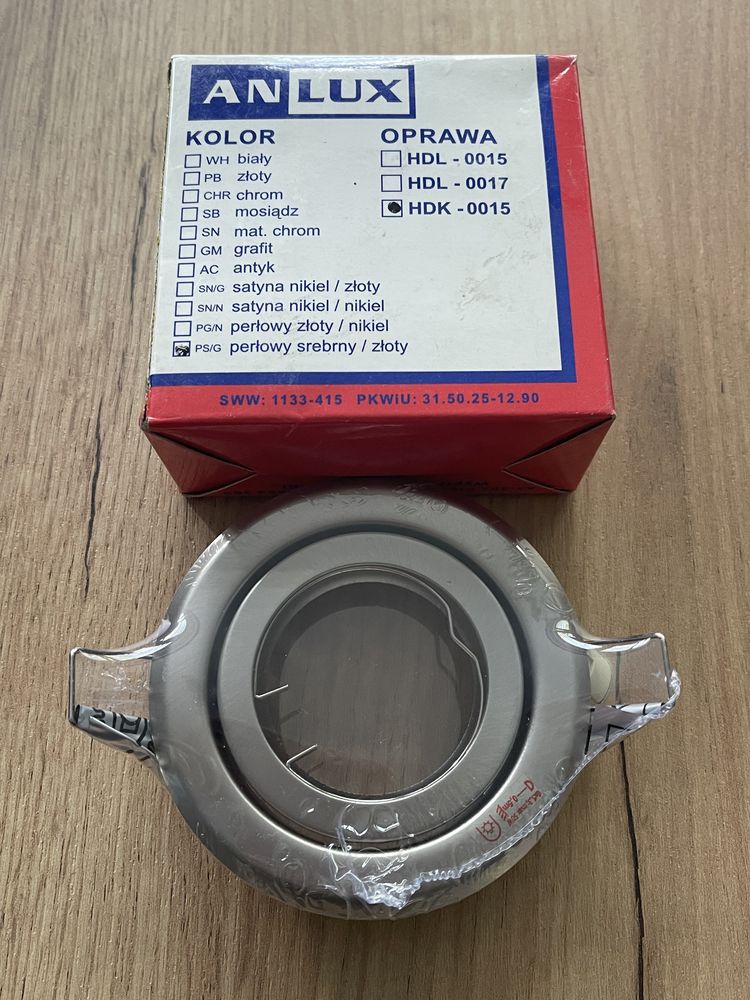 ANLUX
KOLOR
WH biały
PB złoty
CHR chrom
SB mosiądz
SN mat. chrom
GM grafit
AC antyk
SN/G satyna nikiel / złoty
SN/N satyna nikiel / nikiel
PG/N perłowy złoty / nikiel
PS/G perłowy srebrny / złoty
OPRAWA
HDL - 0015
HDL - 0017
HDK - 0015
SWW: 1133-415 PKWiU: 31.50.25-12.90